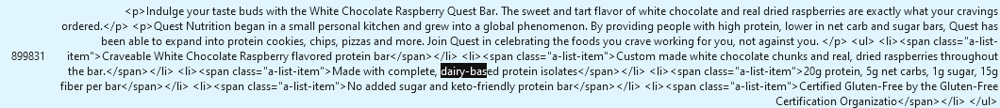 <p>Indulge your taste buds with the White Chocolate Raspberry Quest Bar. The sweet and tart flavor of white chocolate and real dried raspberries are exactly what your cravings
ordered.</p> <p>Quest Nutrition began in a small personal kitchen and grew into a global phenomenon. By providing people with high protein, lower in net carb and sugar bars, Quest has
been able to expand into protein cookies, chips, pizzas and more. Join Quest in celebrating the foods you crave working for you, not against you. </p> <ul> <li><span class="a-list-
899831 item">Craveable White Chocolate Raspberry flavored protein bar</span></li> <li><span class="a-list-item">Custom made white chocolate chunks and real, dried raspberries throughout
the bar.</span></li> <li><span class="a-list-item">Made with complete, dairy-based protein isolates</span></li> <li><span class="a-list-item">20g protein, 5g net carbs, 1g sugar, 15g
fiber per bar</span></li> <li><span class="a-list-item">No added sugar and keto-friendly protein bar</span></li> <li><span class="a-list-item">Certified Gluten-Free by the Gluten-Free
Certification Organizatio</span></li> </ul>